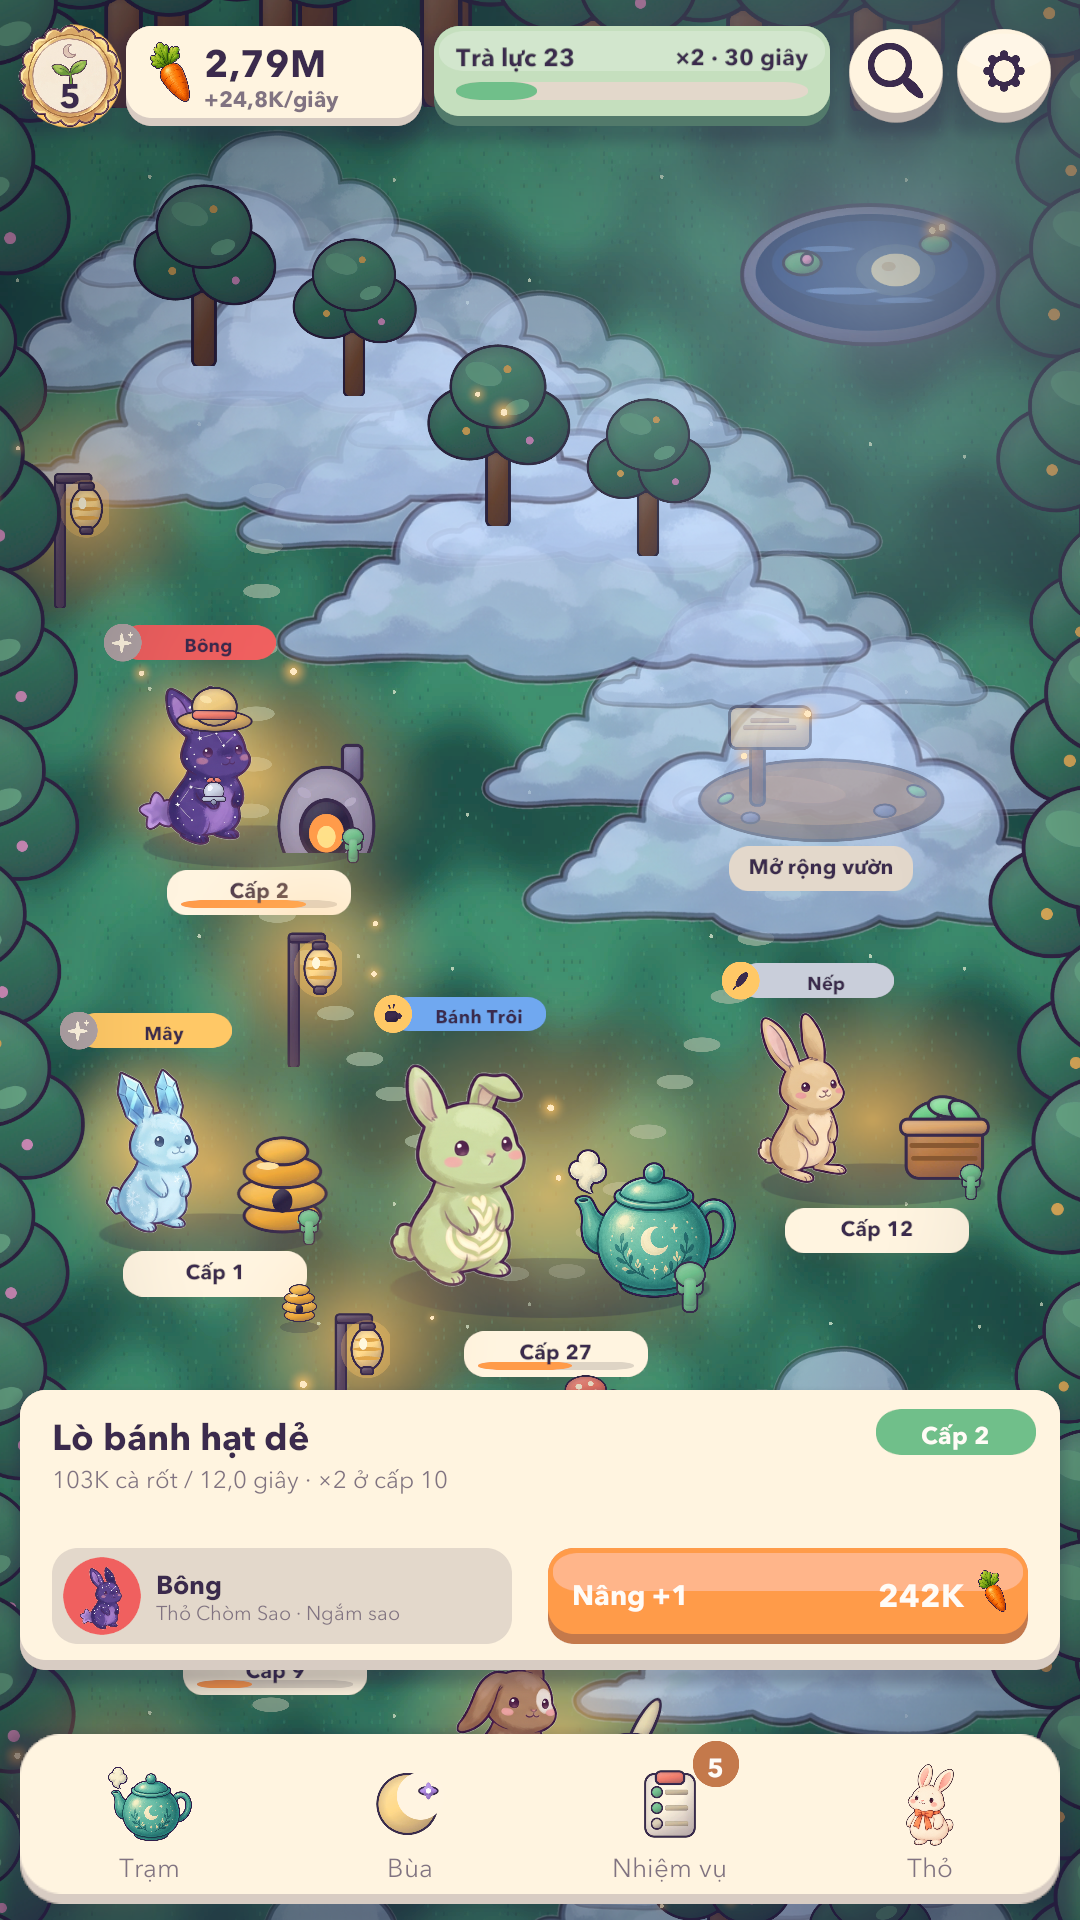 5
2,79M
+24,8K/giây
Trà lực 23
×2 · 30 giây
Bông
Cấp 2
Mở rộng vườn
Nếp
Bánh Trôi
Mây
Cấp 12
Cấp 1
Cấp 27
Lò bánh hạt dẻ
Cấp 2
103K cà rốt / 12,0 giây · ×2 ở cấp 10
Bông
Thỏ Chòm Sao · Ngắm sao
Nâng +1
242K
Cấp 9
5
Trạm
Bùa
Nhiệm vụ
Thỏ